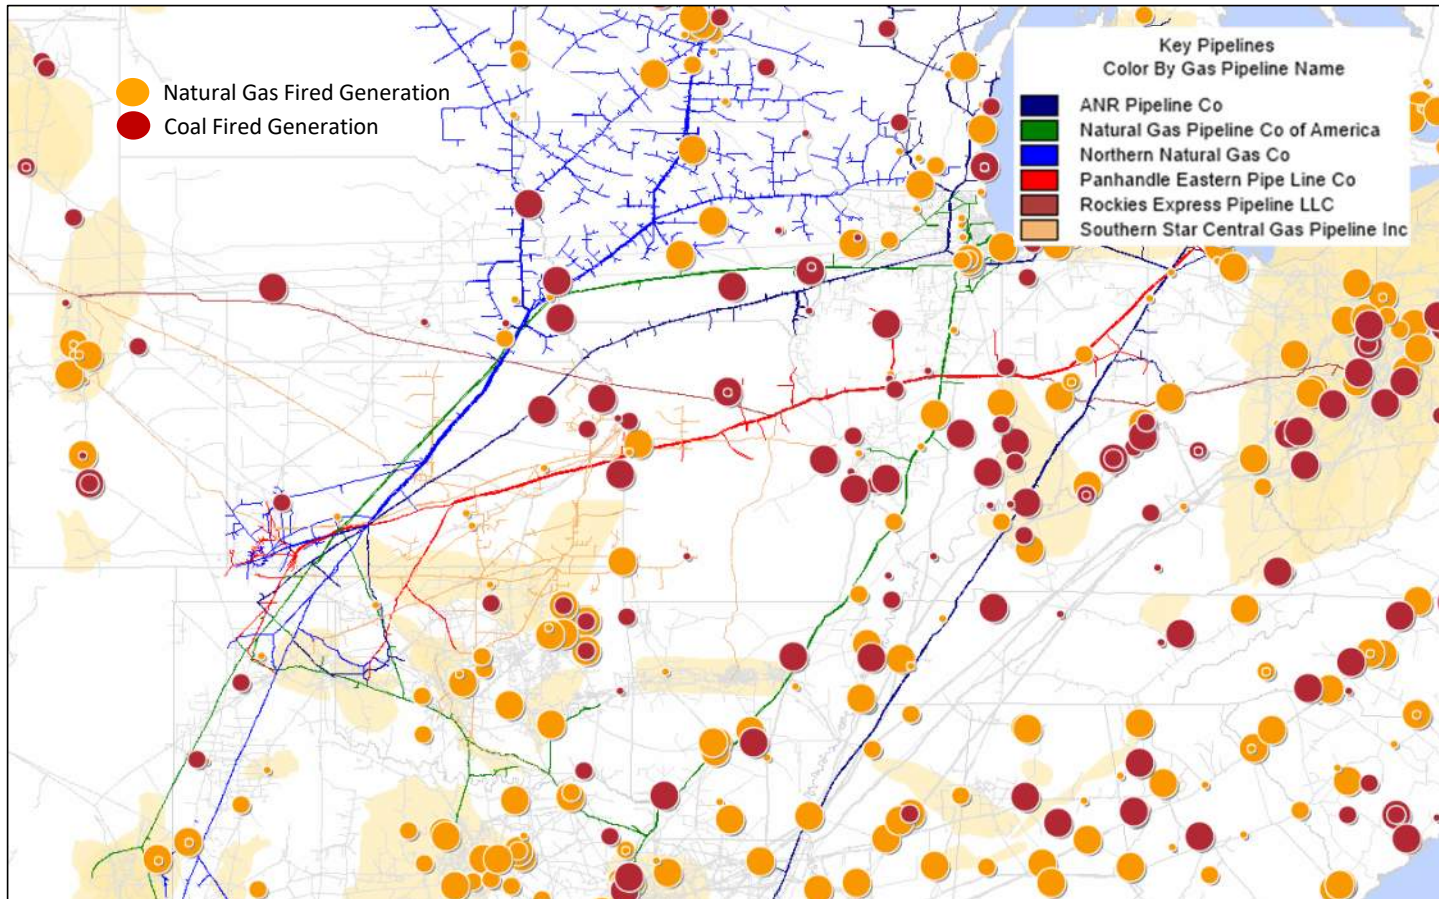 Key Pipelines
Color By Gas Pipeline Name
Natural Gas Fired Generation
Coal Fired Generation
ANR Pipeline Co
Natural Gas Pipeline Co of America
Northern Natural Gas Co
Panhandle Eastern Pipe Line Co
Rockies Express Pipeline LLC
Southern Star Central Gas Pipeline Inc